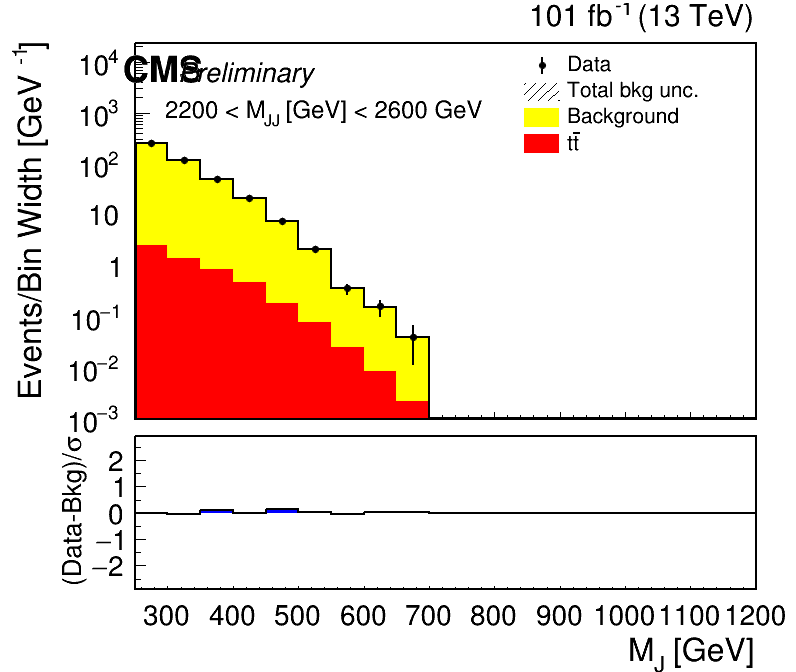 101 fb⁻¹ (13 TeV)
CMS Preliminary
2200 < M_JJ [GeV] < 2600 GeV
Data
Total bkg unc.
Background
tt̄
Events/Bin Width [GeV⁻¹]
10⁴
10³
10²
10
1
10⁻¹
10⁻²
10⁻³
(Data-Bkg)/σ
2
1
0
−1
−2
300 400 500 600 700 800 900 1000 1100 1200
M_J [GeV]